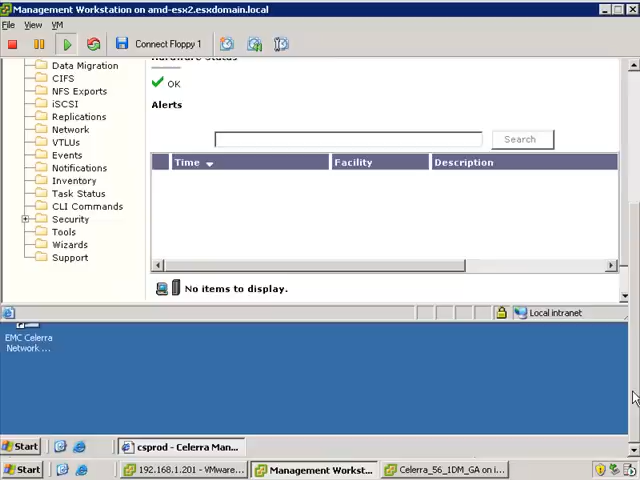 Management Workstation on amd-esx2.esxdomain.local
File View VM
Connect Floppy 1
Data Migration
CIFS
NFS Exports
iSCSI
Replications
Network
VTLUs
Events
Notifications
Inventory
Task Status
CLI Commands
Security
Tools
Wizards
Support
Hardware Status
OK
Alerts
Search
Time Facility Description
No items to display.
Local intranet
EMC Celerra
Network ...
Start csprod - Celerra Man...
Start 192.168.1.201 - VMware... Management Workst... Celerra_56_1DM_GA on i...